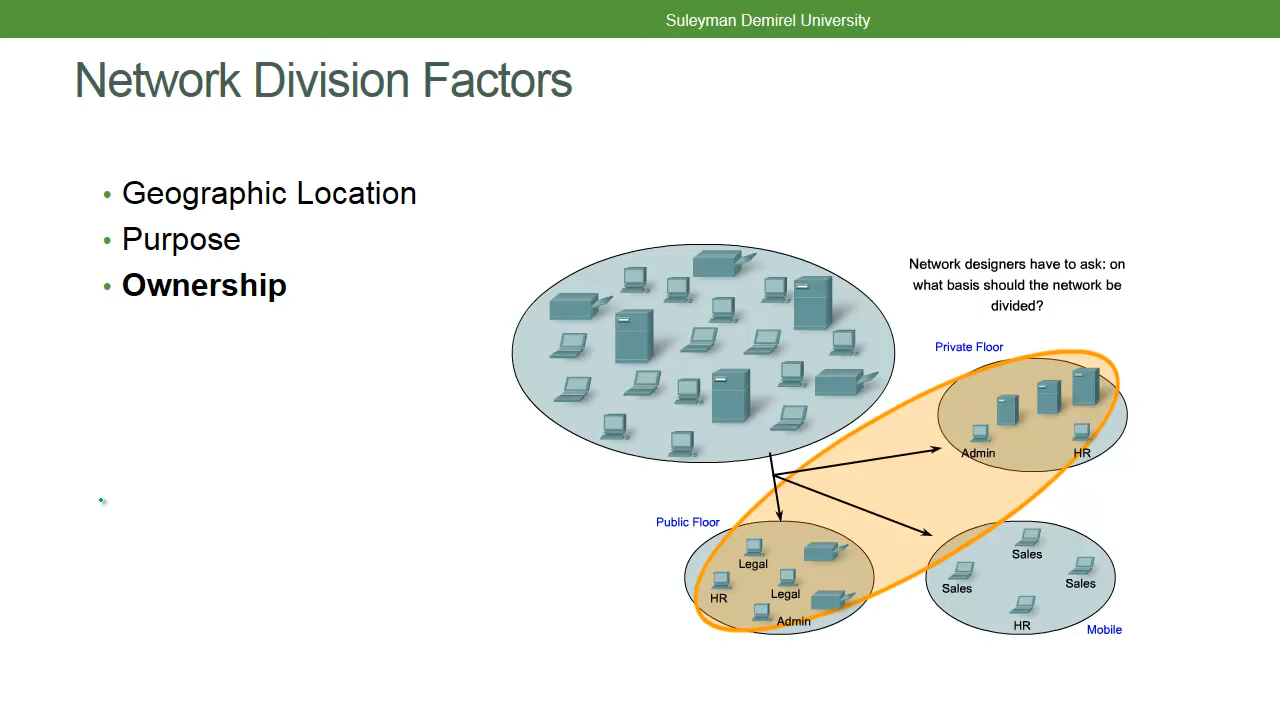 Suleyman Demirel University
Network Division Factors
• Geographic Location
• Purpose
• Ownership
Network designers have to ask: on
what basis should the network be
divided?
Private Floor
Admin
HR
Public Floor
Legal
HR
Legal
Admin
Sales
Sales
Sales
HR
Mobile